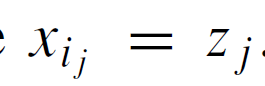 x_{i_j} = z_j.